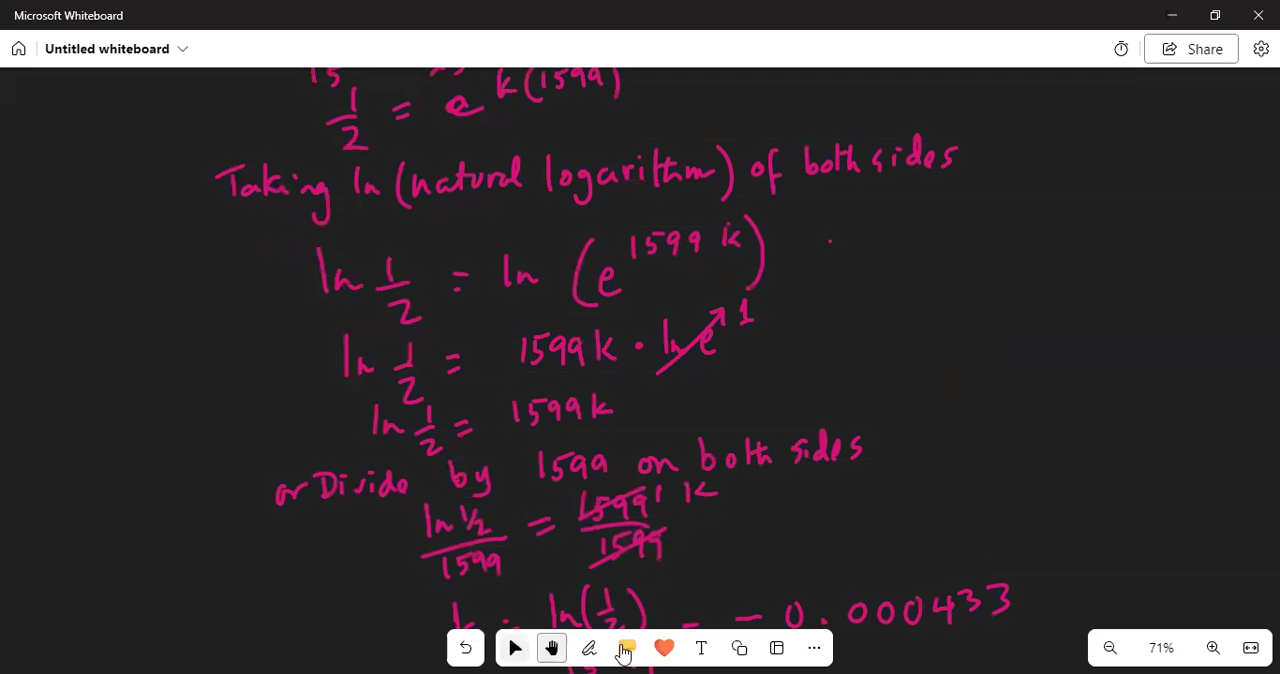 Microsoft Whiteboard
Untitled whiteboard
Share
15
1/2 = e k(1599)
Taking ln (natural logarithm) of both sides
ln 1/2 = ln (e^1599 k)
ln 1/2 = 1599 k · ln e 1
ln 1/2 = 1599 k
or Divide by 1599 on both sides
ln 1/2 / 1599 = 1599 1 k / 1599
k = ln(1/2) = - 0.000433
71%